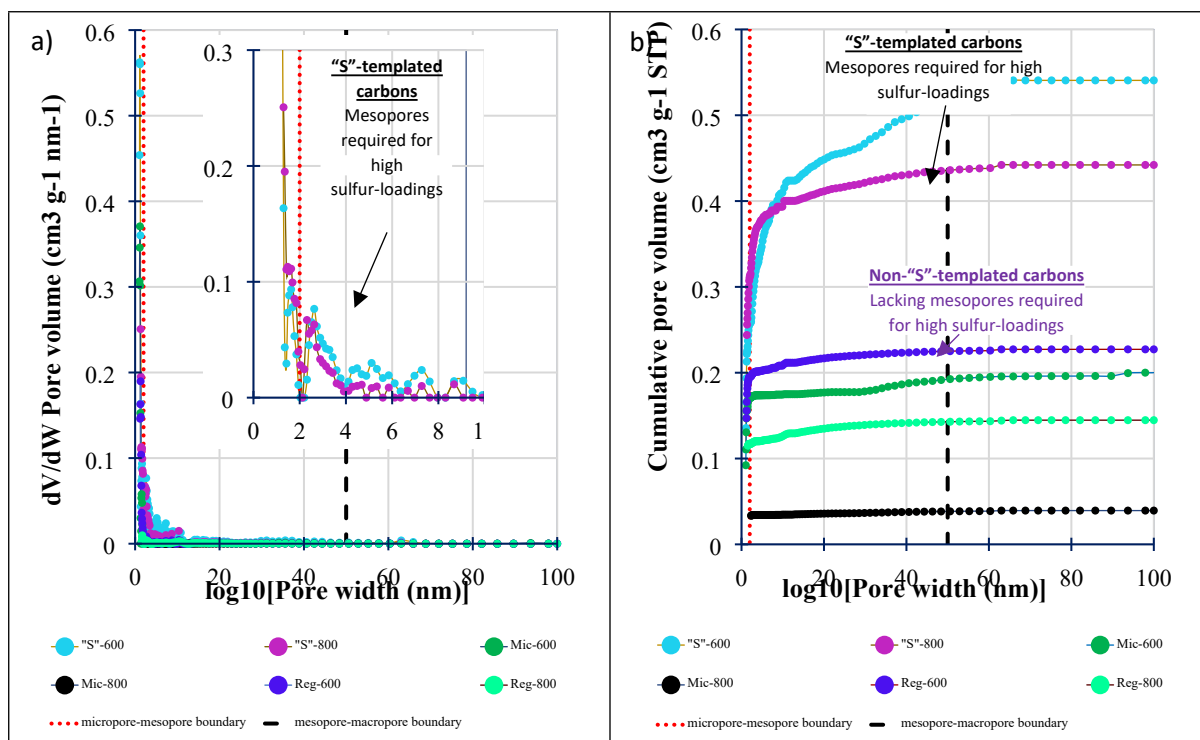 a)
dV/dW Pore volume (cm3 g-1 nm-1)
0.6
0.5
0.4
0.3
0.2
0.1
0
0.3
0.2
0.1
0
0 2 4 6 8 1
"S"-templated
carbons
Mesopores
required for
high
sulfur-loadings
0 20 40 60 80 100
log10[Pore width (nm)]
"S"-600 "S"-800 Mic-600
Mic-800 Reg-600 Reg-800
micropore-mesopore boundary mesopore-macropore boundary
b)
Cumulative pore volume (cm3 g-1 STP)
0.6
0.5
0.4
0.3
0.2
0.1
0
"S"-templated carbons
Mesopores required for high
sulfur-loadings
Non-"S"-templated carbons
Lacking mesopores required
for high sulfur-loadings
0 20 40 60 80 100
log10[Pore width (nm)]
"S"-600 "S"-800 Mic-600
Mic-800 Reg-600 Reg-800
micropore-mesopore boundary mesopore-macropore boundary